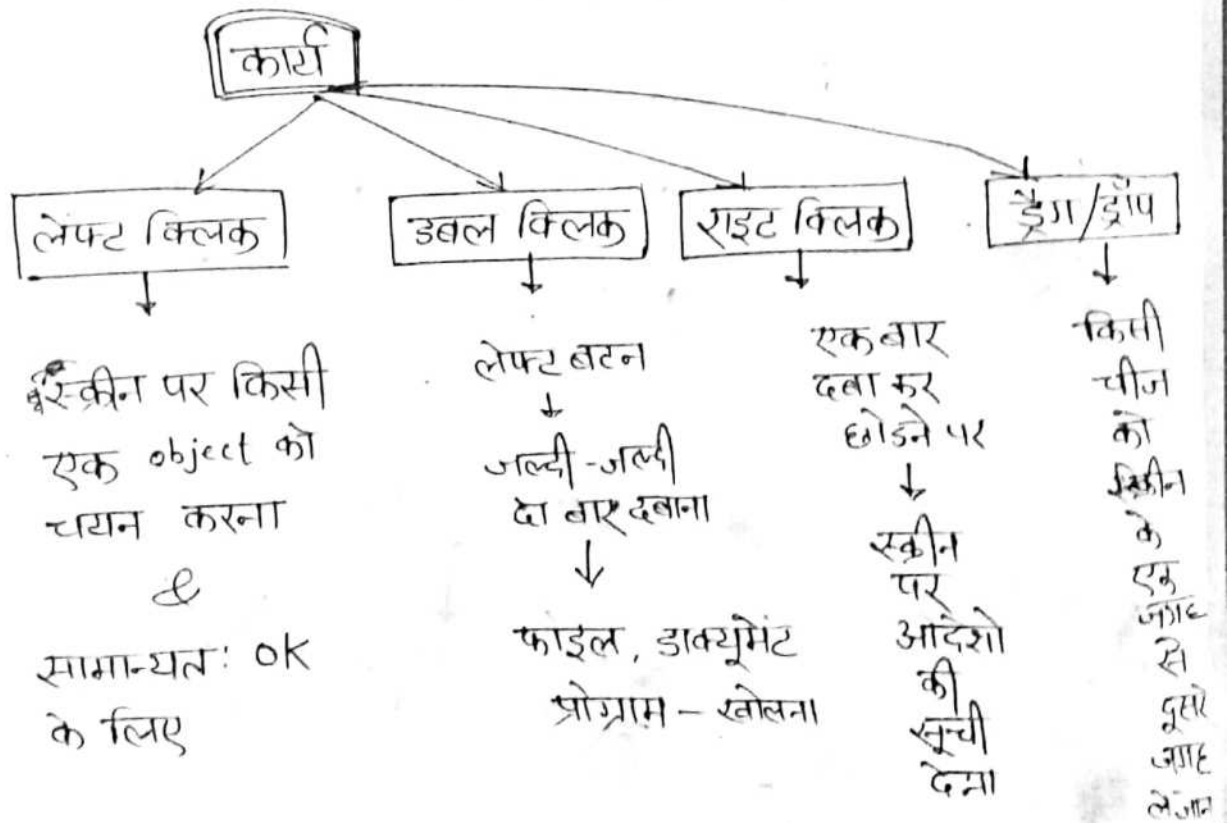 कार्य
लेफ्ट क्लिक
स्क्रीन पर किसी
एक object को
चयन करना
&
सामान्यत: OK
के लिए
डबल क्लिक
लेफ्ट बटन
जल्दी-जल्दी
दो बार दबाना
फाइल, डाक्यूमेंट
प्रोग्राम - खोलना
राइट क्लिक
एक बार
दबा कर
छोडने पर
स्क्रीन
पर
आदेशो
की
सूची
देना
ड्रैग/ड्रॉप
किसी
चीज
को
स्क्रीन
के
एक
जगह
से
दूसरे
जगह
लेजान